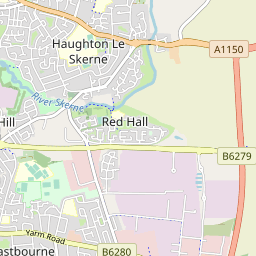 Haughton Le
Skerne
A1150
River Skerne
Hill
Red Hall
B6279
Yarm Road
astbourne
B6280